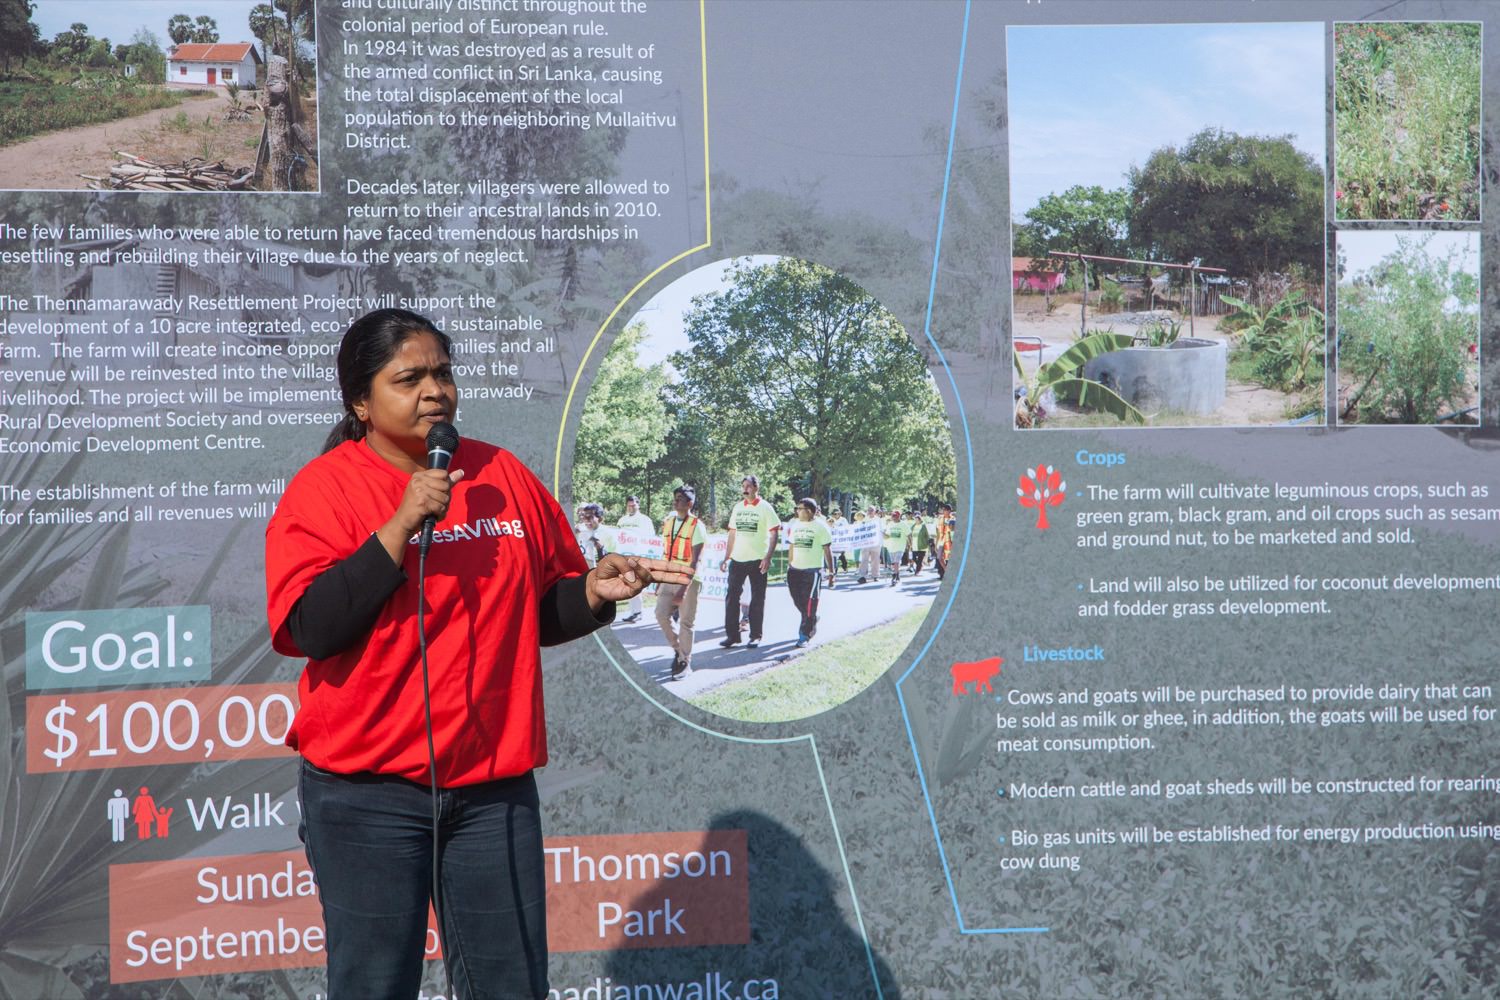 and culturally distinct throughout the
colonial period of European rule.
In 1984 it was destroyed as a result of
the armed conflict in Sri Lanka, causing
the total displacement of the local
population to the neighboring Mullaitivu
District.
Decades later, villagers were allowed to
return to their ancestral lands in 2010.
The few families who were able to return have faced tremendous hardships in
resettling and rebuilding their village due to the years of neglect.
The Thennamarawady Resettlement Project will support the
development of a 10 acre integrated, eco-f d sustainable
farm. The farm will create income oppor milies and all
revenue will be reinvested into the villag rove the
livelihood. The project will be implemente narawady
Rural Development Society and overseen t
Economic Development Centre.
The establishment of the farm will
for families and all revenues will b
Goal:
$100,00
Walk
Sunda
Septembe
Thomson
Park
nadianwalk.ca
esAVillag
Crops
· The farm will cultivate leguminous crops, such as
green gram, black gram, and oil crops such as sesam
and ground nut, to be marketed and sold.
· Land will also be utilized for coconut development
and fodder grass development.
Livestock
· Cows and goats will be purchased to provide dairy that can
be sold as milk or ghee, in addition, the goats will be used for
meat consumption.
· Modern cattle and goat sheds will be constructed for rearing
· Bio gas units will be established for energy production using
cow dung